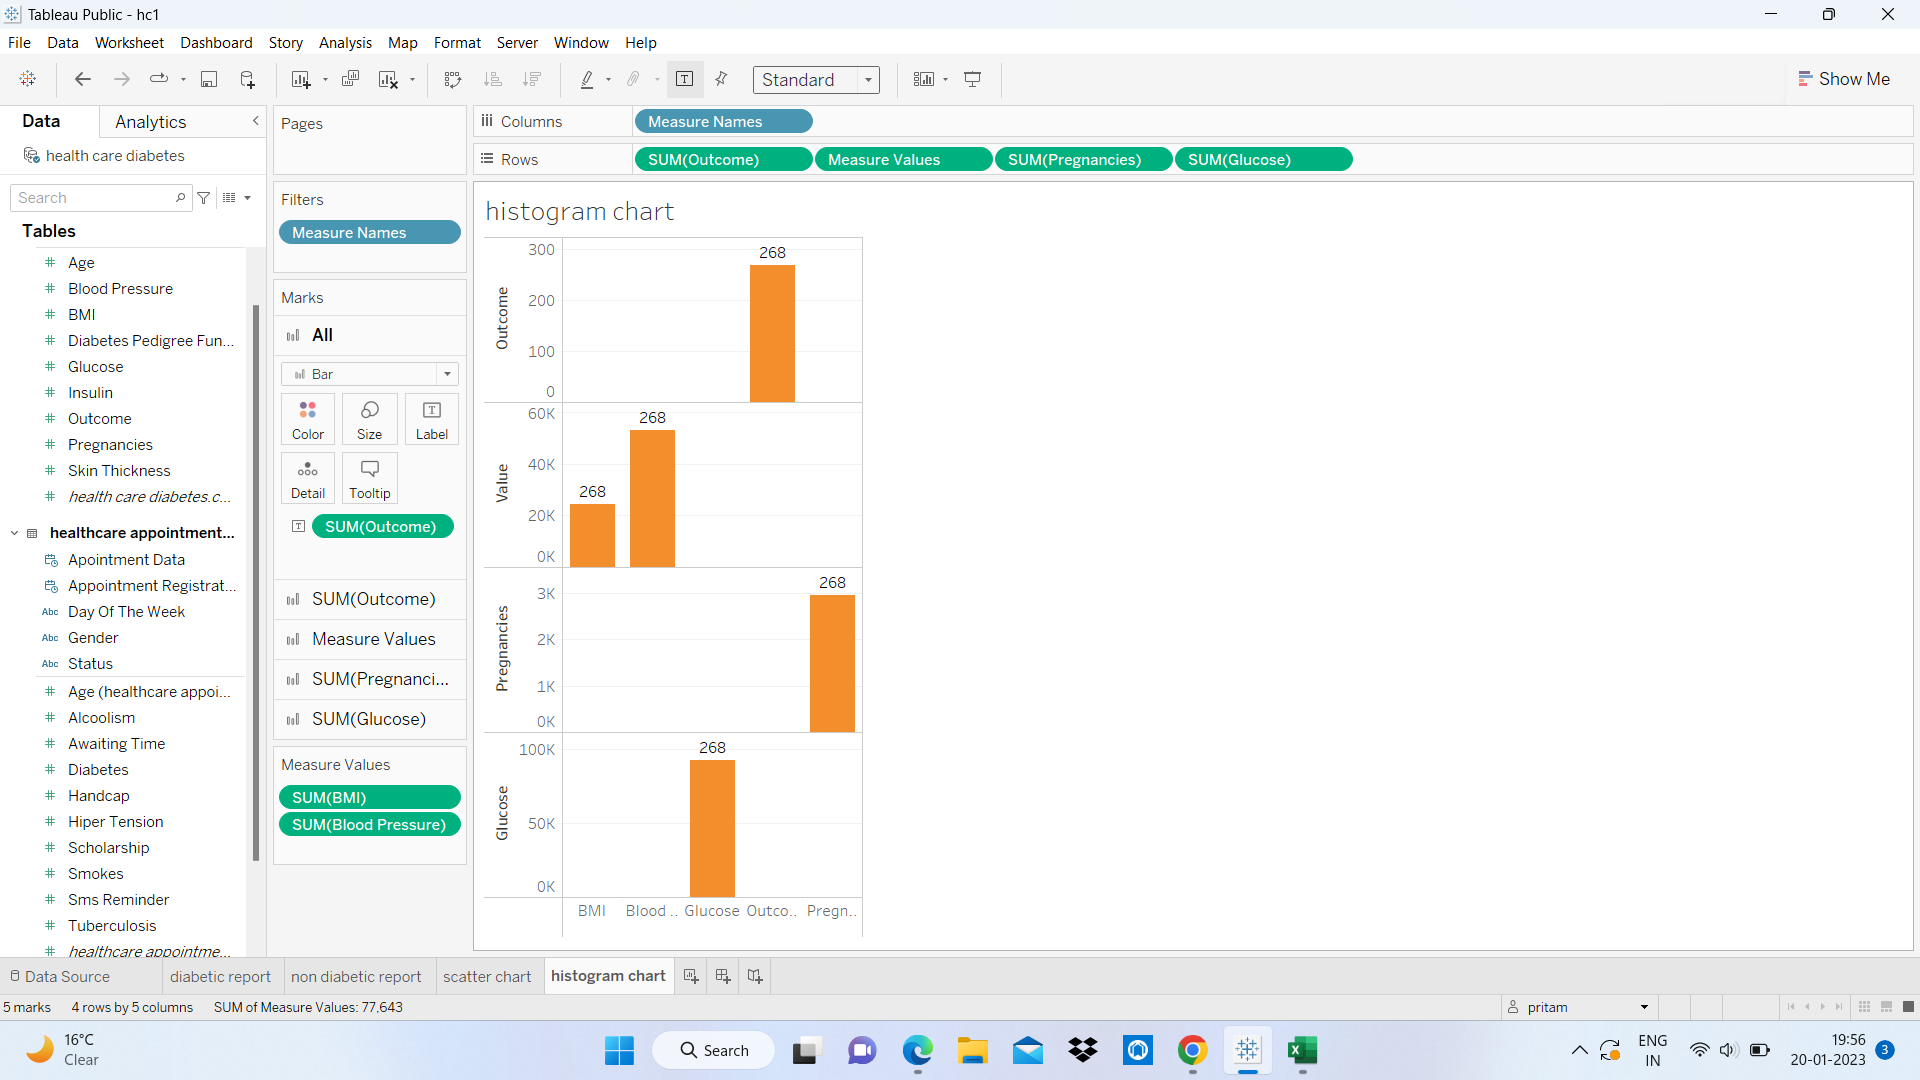 Tableau Public - hc1
File Data Worksheet Dashboard Story Analysis Map Format Server Window Help
Standard
Show Me
Data Analytics
health care diabetes
Search
Tables
Age
Blood Pressure
BMI
Diabetes Pedigree Fun...
Glucose
Insulin
Outcome
Pregnancies
Skin Thickness
health care diabetes.c...
healthcare appointment...
Apointment Data
Appointment Registrat...
Abc Day Of The Week
Abc Gender
Abc Status
Age (healthcare appoi...
Alcoolism
Awaiting Time
Diabetes
Handcap
Hiper Tension
Scholarship
Smokes
Sms Reminder
Tuberculosis
healthcare appointme...
Pages
Filters
Measure Names
Marks
All
Bar
Color Size Label
Detail Tooltip
SUM(Outcome)
SUM(Outcome)
Measure Values
SUM(Pregnanci...
SUM(Glucose)
Measure Values
SUM(BMI)
SUM(Blood Pressure)
Columns Measure Names
Rows SUM(Outcome) Measure Values SUM(Pregnancies) SUM(Glucose)
histogram chart
Outcome
300
200
100
0
268
Value
60K
40K
20K
0K
268
268
Pregnancies
3K
2K
1K
0K
268
Glucose
100K
50K
0K
268
BMI Blood .. Glucose Outco.. Pregn..
Data Source diabetic report non diabetic report scatter chart histogram chart
5 marks 4 rows by 5 columns SUM of Measure Values: 77,643
pritam
16°C
Clear
Search
ENG
IN
19:56
20-01-2023
3